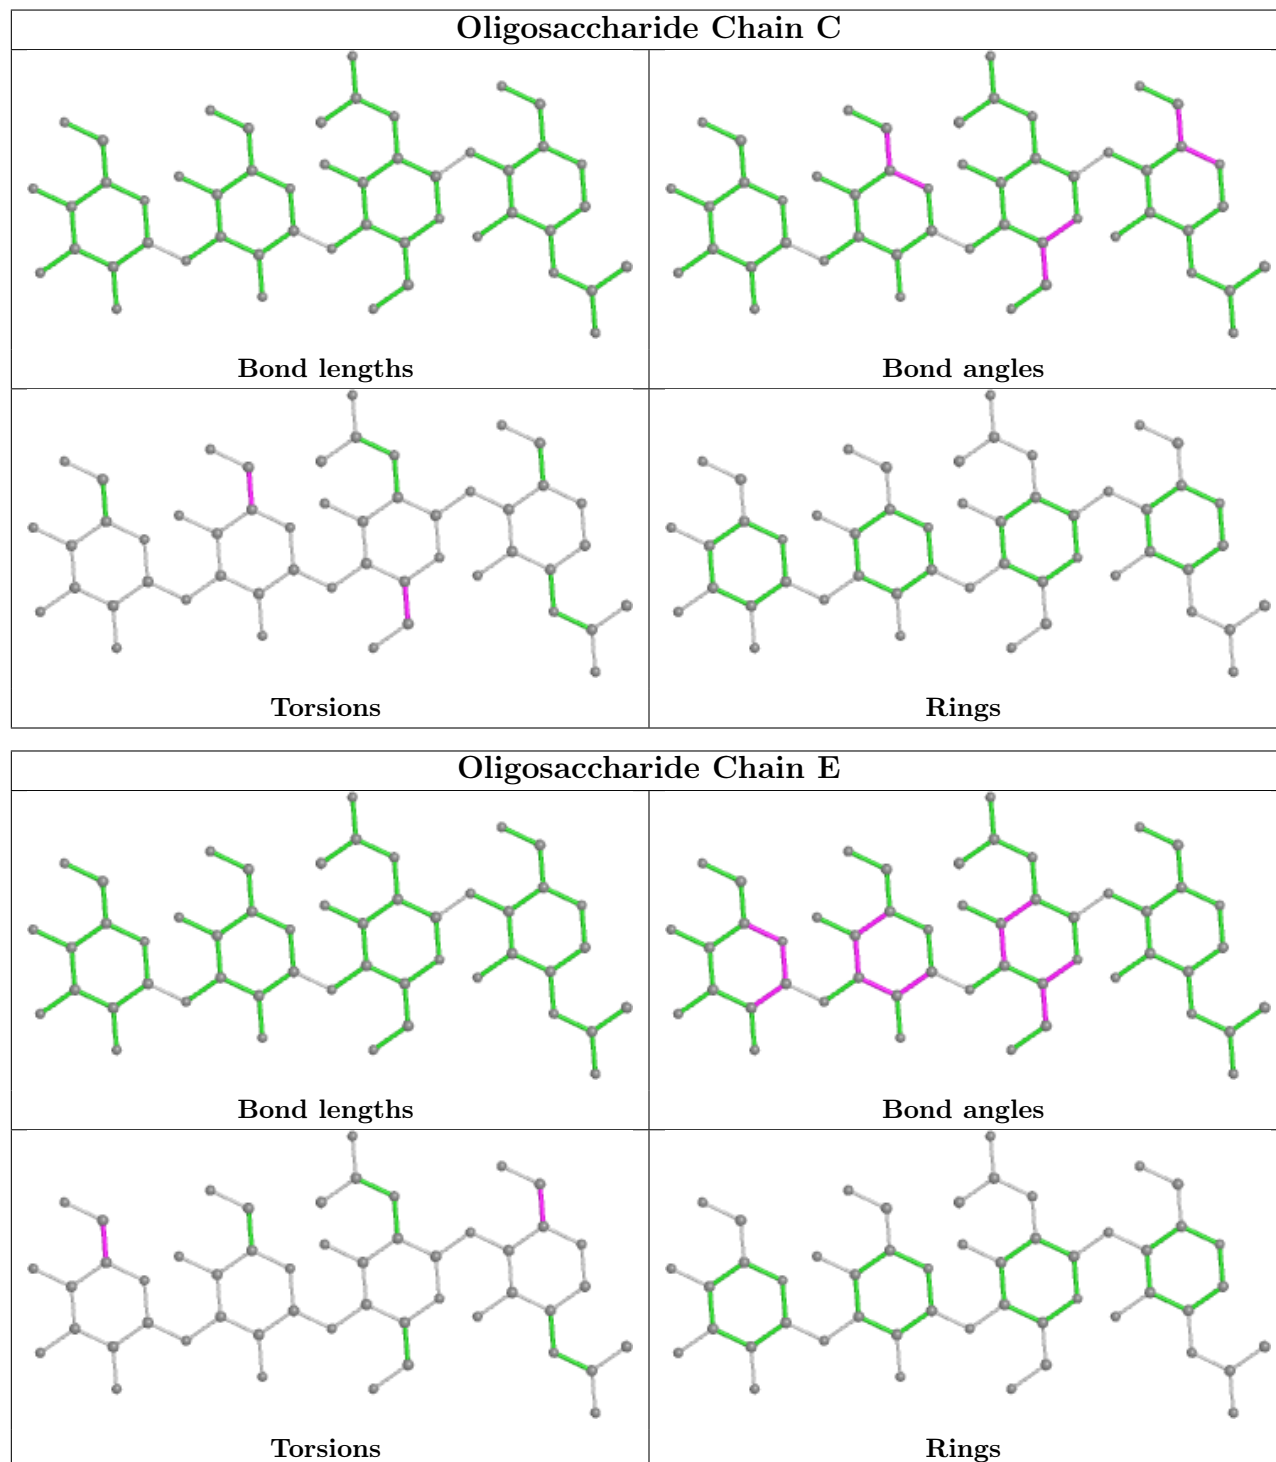 Oligosaccharide Chain C
Bond lengths
Bond angles
Torsions
Rings
Oligosaccharide Chain E
Bond lengths
Bond angles
Torsions
Rings